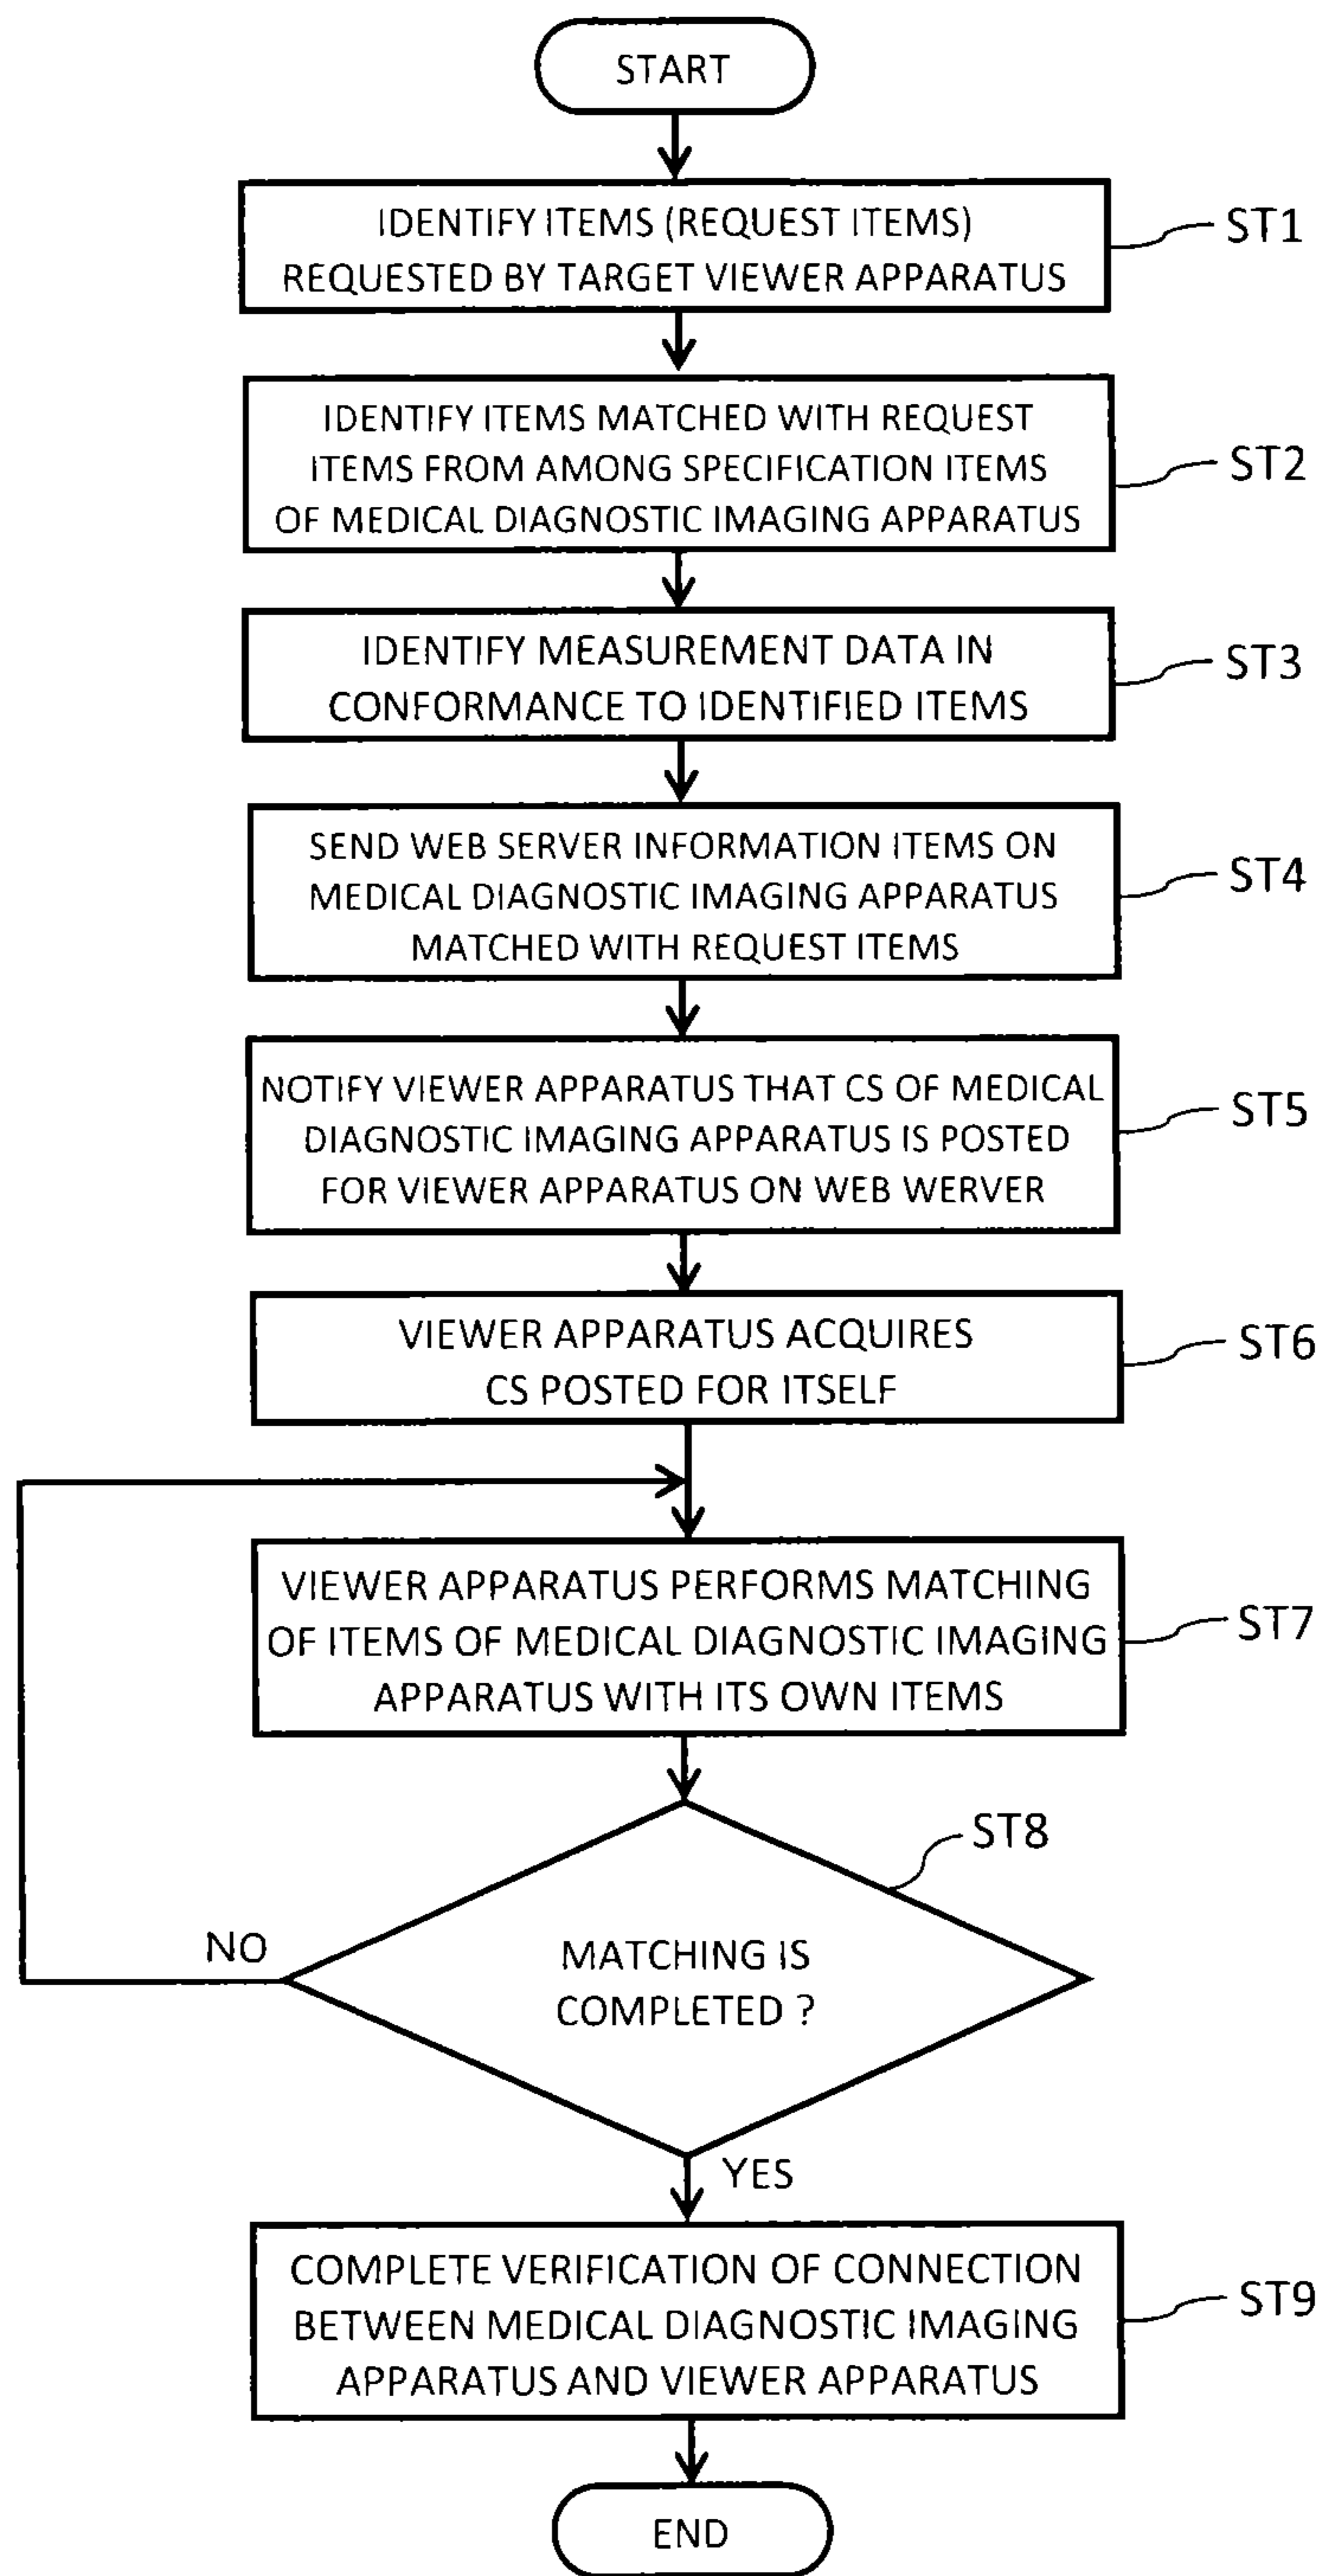 START
IDENTIFY ITEMS (REQUEST ITEMS)
REQUESTED BY TARGET VIEWER APPARATUS
ST1
IDENTIFY ITEMS MATCHED WITH REQUEST
ITEMS FROM AMONG SPECIFICATION ITEMS
OF MEDICAL DIAGNOSTIC IMAGING APPARATUS
ST2
IDENTIFY MEASUREMENT DATA IN
CONFORMANCE TO IDENTIFIED ITEMS
ST3
SEND WEB SERVER INFORMATION ITEMS ON
MEDICAL DIAGNOSTIC IMAGING APPARATUS
MATCHED WITH REQUEST ITEMS
ST4
NOTIFY VIEWER APPARATUS THAT CS OF MEDICAL
DIAGNOSTIC IMAGING APPARATUS IS POSTED
FOR VIEWER APPARATUS ON WEB WERVER
ST5
VIEWER APPARATUS ACQUIRES
CS POSTED FOR ITSELF
ST6
VIEWER APPARATUS PERFORMS MATCHING
OF ITEMS OF MEDICAL DIAGNOSTIC IMAGING
APPARATUS WITH ITS OWN ITEMS
ST7
ST8
NO
MATCHING IS
COMPLETED ?
YES
COMPLETE VERIFICATION OF CONNECTION
BETWEEN MEDICAL DIAGNOSTIC IMAGING
APPARATUS AND VIEWER APPARATUS
ST9
END